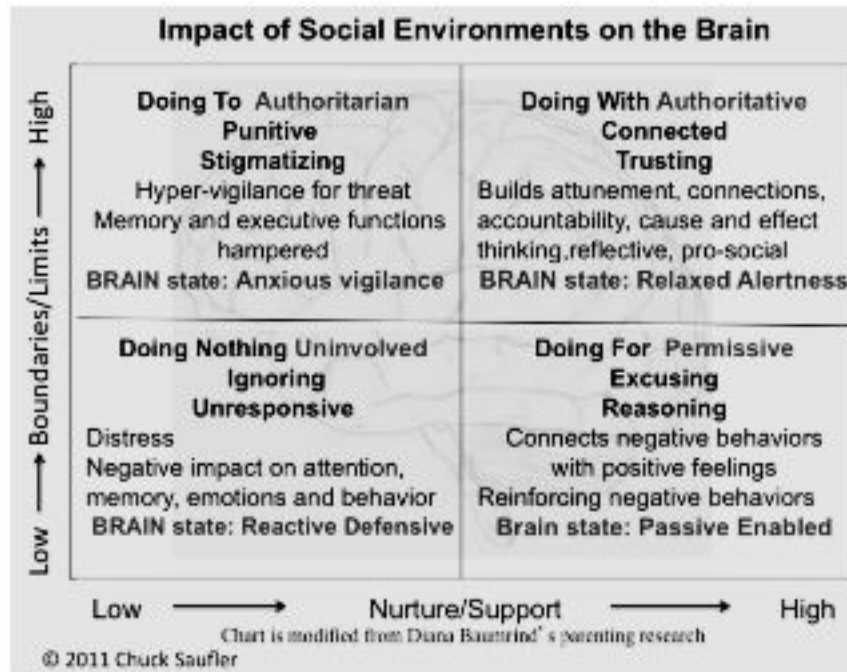 Impact of Social Environments on the Brain
Doing To Authoritarian
Punitive
Stigmatizing
Hyper-vigilance for threat
Memory and executive functions
hampered
BRAIN state: Anxious vigilance
Doing With Authoritative
Connected
Trusting
Builds attunement, connections,
accountability, cause and effect
thinking,reflective, pro-social
BRAIN state: Relaxed Alertness
Doing Nothing Uninvolved
Ignoring
Unresponsive
Distress
Negative impact on attention,
memory, emotions and behavior
BRAIN state: Reactive Defensive
Doing For Permissive
Excusing
Reasoning
Connects negative behaviors
with positive feelings
Reinforcing negative behaviors
Brain state: Passive Enabled
Low Boundaries/Limits High
Low Nurture/Support High
Chart is modified from Diana Baumrind's parenting research
© 2011 Chuck Saufler